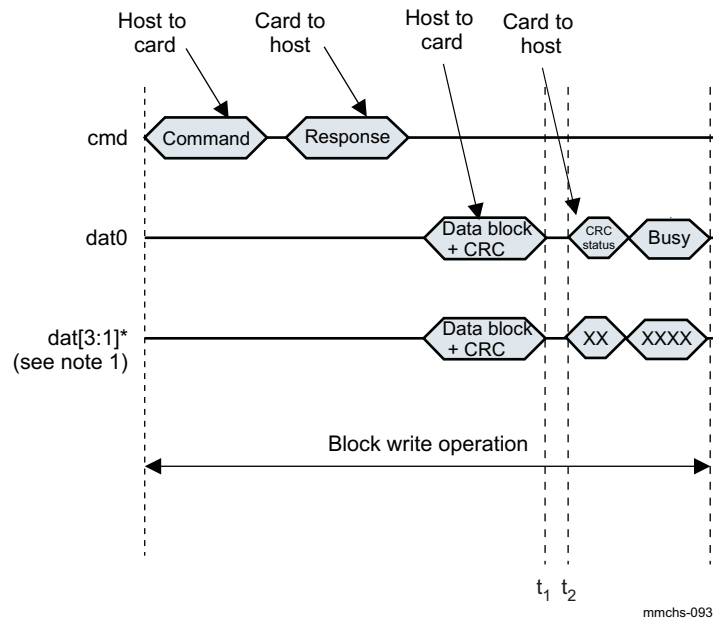 Host to
card
Card to
host
Host to
card
Card to
host
cmd
Command
Response
dat0
Data block
+ CRC
CRC
status
Busy
dat[3:1]*
(see note 1)
Data block
+ CRC
XX
XXXX
Block write operation
t1 t2
mmchs-093